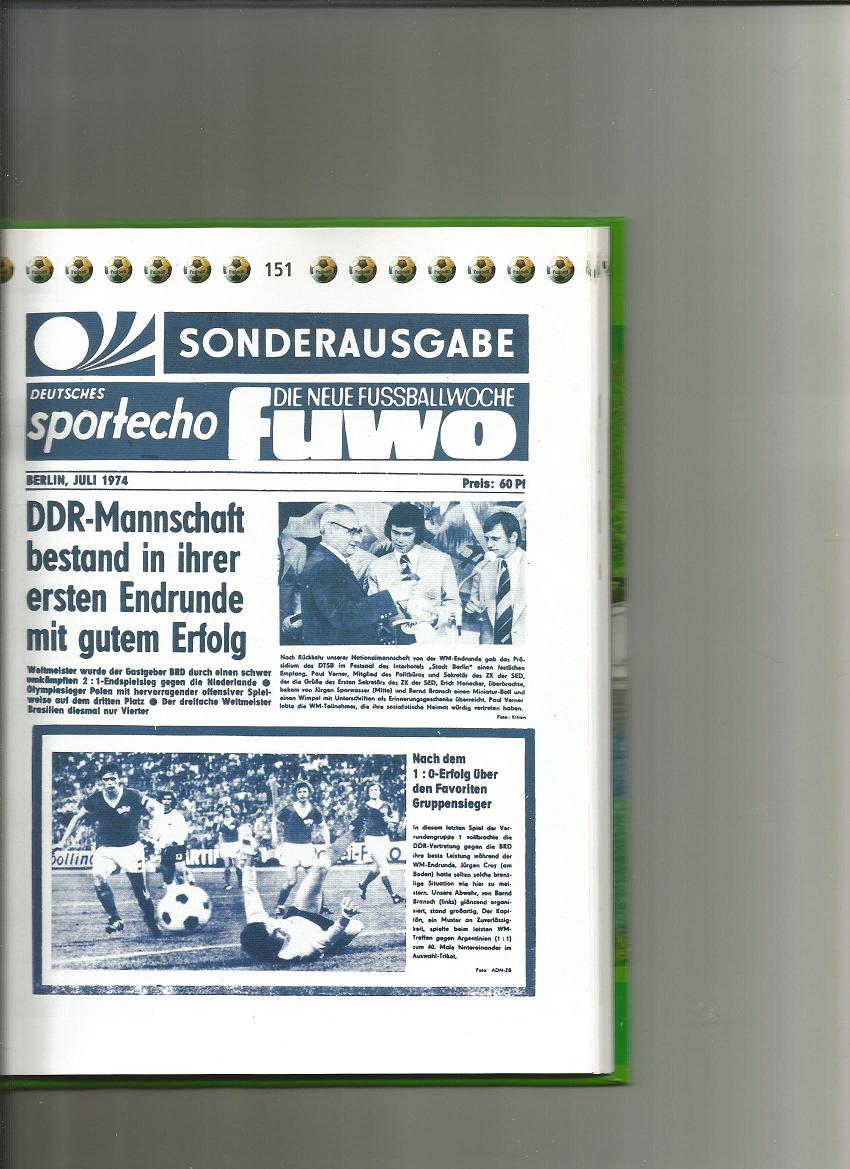 151
SONDERAUSGABE
DEUTSCHES
sportecho
DIE NEUE FUSSBALLWOCHE
fuwo
BERLIN, JULI 1974
Preis: 60 Pf
DDR-Mannschaft
bestand in ihrer
ersten Endrunde
mit gutem Erfolg
Weltmeister wurde der Gastgeber BRD durch einen schwer
umkämpften 2:1-Endspielsieg gegen die Niederlande ●
Olympiasieger Polen mit hervorragender offensiver Spiel-
weise auf dem dritten Platz ● Der dreifache Weltmeister
Brasilien diesmal nur Vierter
Nach Rückkehr unserer Nationalmannschaft von der WM-Endrunde gab das Prä-
sidium des DTSB im Festsaal des Interhotels „Stadt Berlin" einen festlichen
Empfang. Paul Verner, Mitglied des Politbüros und Sekretär des ZK der SED,
der die Grüße des Ersten Sekretärs des ZK der SED, Erich Honecker, überbrachte,
bekam von Jürgen Sparwasser (Mitte) und Bernd Bransch einen Miniatur-Ball und
einen Wimpel mit Unterschriften als Erinnerungsgeschenke überreicht. Paul Verner
lobte die WM-Teilnehmer, die ihre sozialistische Heimat würdig vertreten haben.
Foto: Kilian
Nach dem
1:0-Erfolg über
den Favoriten
Gruppensieger
In diesem letzten Spiel der Vor-
rundengruppe 1 vollbrachte die
DDR-Vertretung gegen die BRD
ihre beste Leistung während der
WM-Endrunde. Jürgen Croy (am
Boden) hatte selten solche brenz-
lige Situation wie hier zu mei-
stern. Unsere Abwehr, von Bernd
Bransch (links) glänzend organi-
siert, stand großartig. Der Kapi-
tän, ein Muster an Zuverlässig-
keit, spielte beim letzten WM-
Treffen gegen Argentinien (1:1)
zum 40. Male hintereinander im
Auswahl-Trikot.
Foto: ADN-ZB